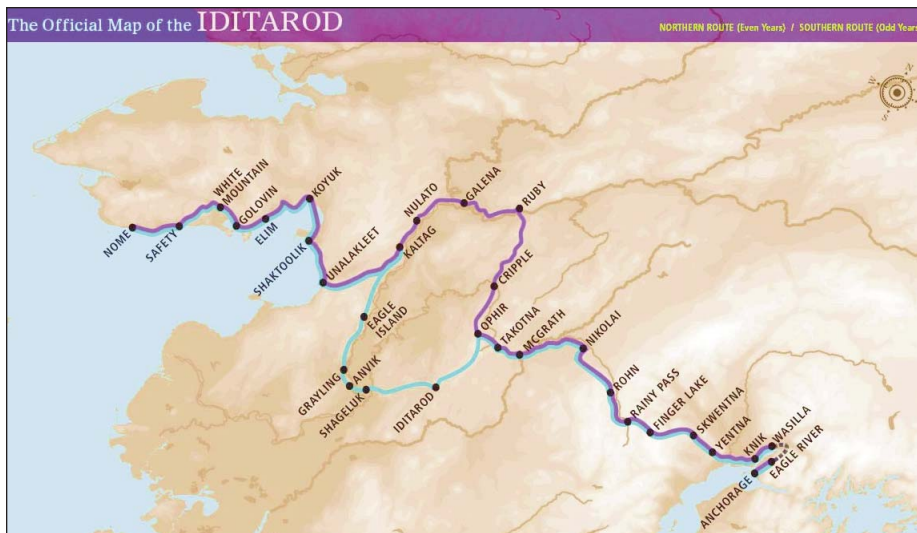 The Official Map of the IDITAROD
NORTHERN ROUTE (Even Years) / SOUTHERN ROUTE (Odd Years
N
W
S
WHITE
MOUNTAIN
KOYUK
NULATO
GALENA
RUBY
NOME
SAFETY
GOLOVIN
ELIM
SHAKTOOLIK
UNALAKLEET
KALTAG
CRIPPLE
EAGLE
ISLAND
OPHIR
TAKOTNA
MCGRATH
NIKOLAI
GRAYLING
ANVIK
SHAGELUK
IDITAROD
ROHN
RAINY PASS
FINGER LAKE
SKWENTNA
YENTNA
KNIK
WASILLA
EAGLE RIVER
ANCHORAGE